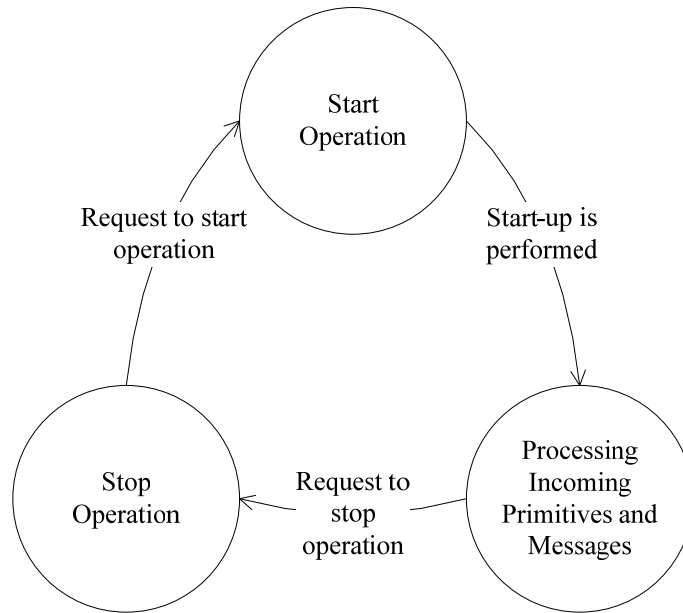 Start
Operation
Request to start
operation
Start-up is
performed
Stop
Operation
Request to
stop
operation
Processing
Incoming
Primitives and
Messages